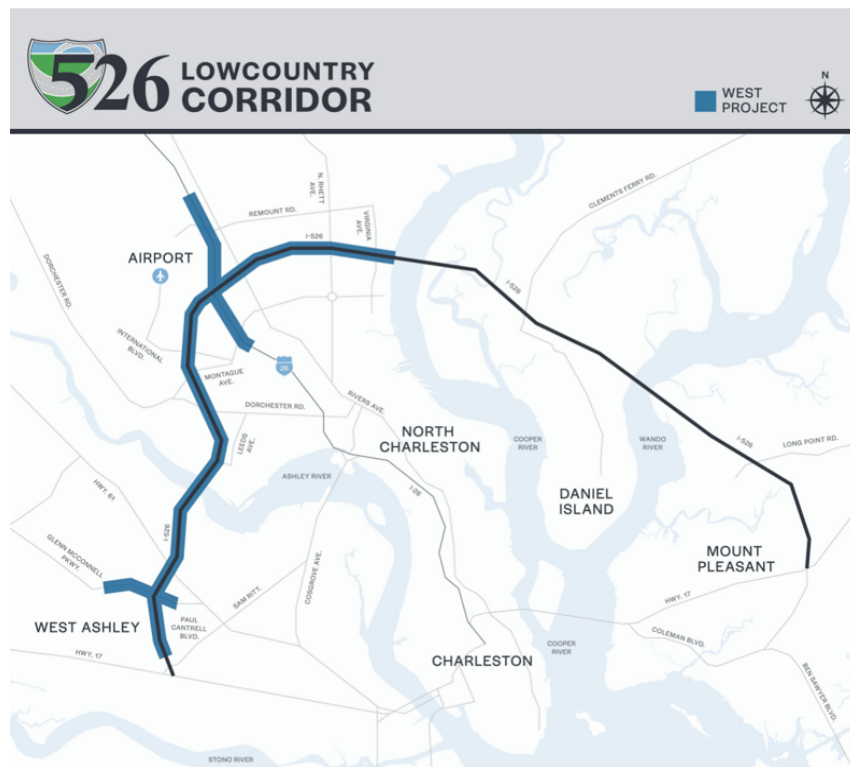 526
LOWCOUNTRY
CORRIDOR
WEST
PROJECT
N
CLEMENTS FERRY RD.
N. RHETT
AVE.
REMOUNT RD.
VIRGINIA
AVE.
I-526
AIRPORT
DORCHESTER RD.
I-526
INTERNATIONAL
BLVD.
MONTAGUE
AVE.
26
DORCHESTER RD.
RIVERS AVE.
LEEDS
AVE.
NORTH
CHARLESTON
COOPER
RIVER
WANDO
RIVER
I-526
LONG POINT RD.
ASHLEY RIVER
I-26
HWY. 61
DANIEL
ISLAND
I-526
GLENN MCCONNELL
PKWY.
COSGROVE AVE.
MOUNT
PLEASANT
SAM RITT.
HWY. 17
WEST ASHLEY
PAUL
CANTRELL
BLVD.
COLEMAN BLVD.
HWY. 17
COOPER
RIVER
CHARLESTON
BEN SAWYER BLVD.
STONO RIVER